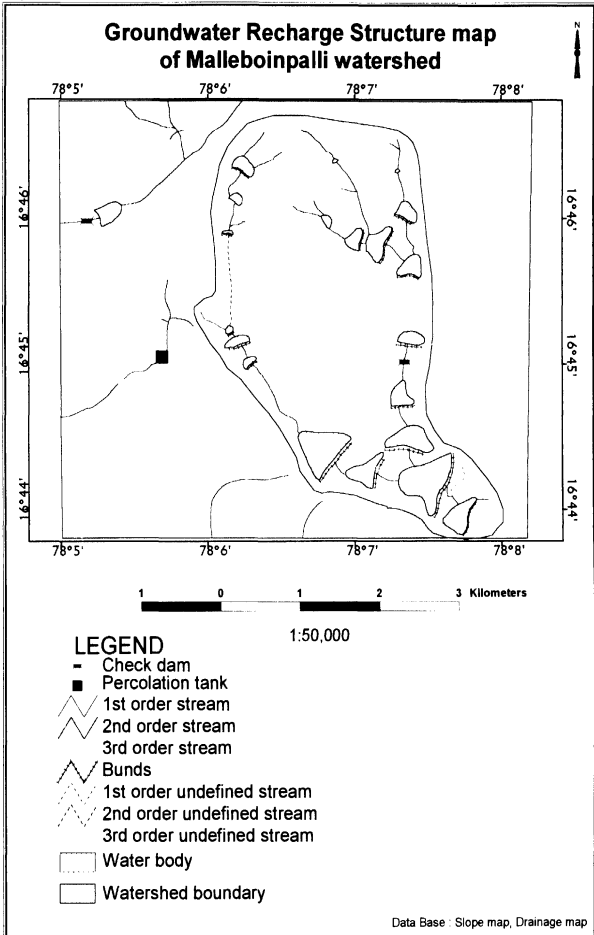 Groundwater Recharge Structure map
of Malleboinpalli watershed
N
78°5' 78°6' 78°7' 78°8'
16°46' 16°46'
16°45' 16°45'
16°44' 16°44'
78°5' 78°6' 78°7' 78°8'
1 0 1 2 3 Kilometers
1:50,000
LEGEND
Check dam
Percolation tank
1st order stream
2nd order stream
3rd order stream
Bunds
1st order undefined stream
2nd order undefined stream
3rd order undefined stream
Water body
Watershed boundary
Data Base : Slope map, Drainage map